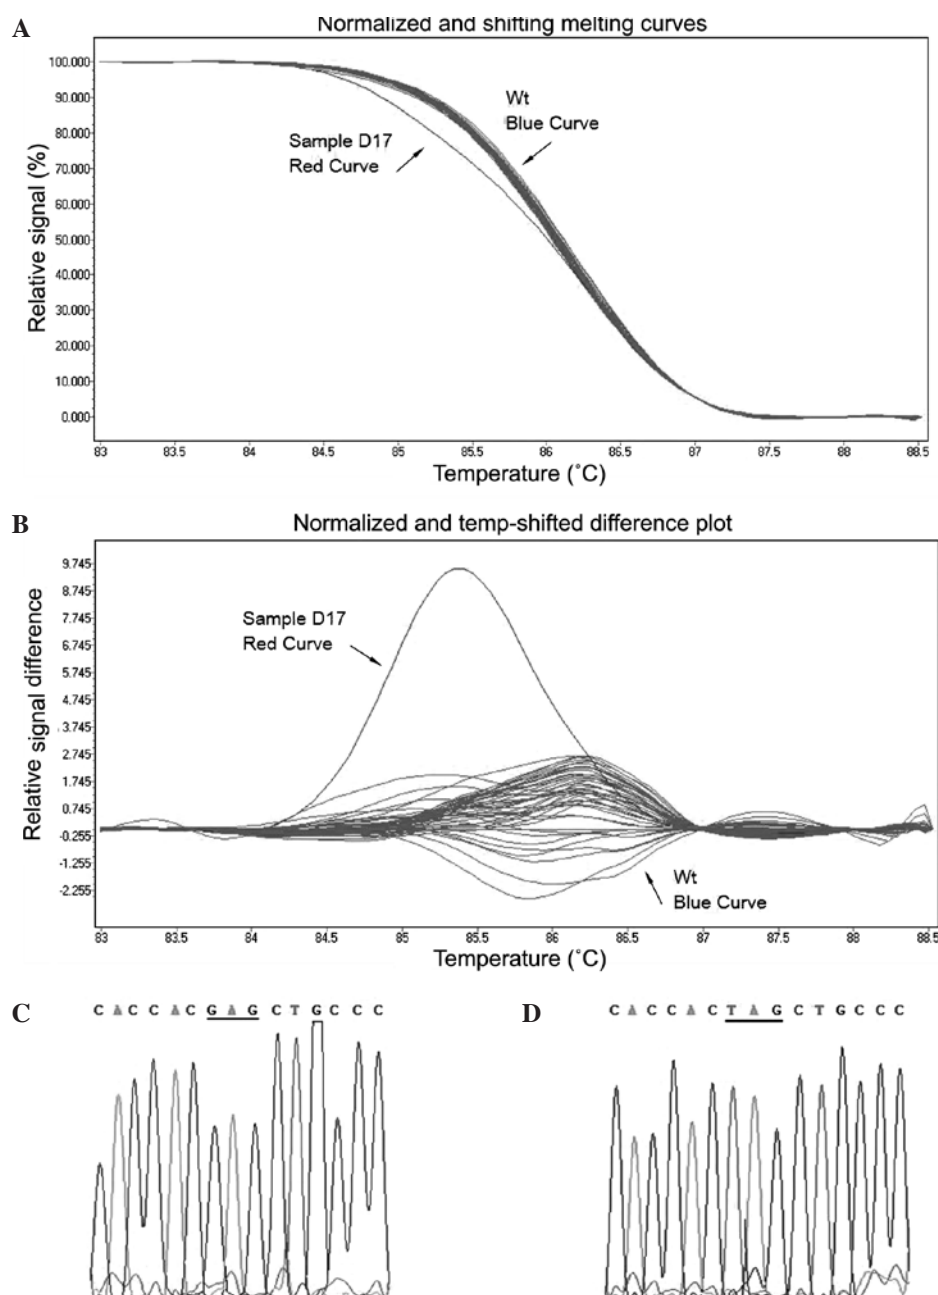 A
Normalized and shifting melting curves
Relative signal (%)
100.000
90.000
80.000
70.000
60.000
50.000
40.000
30.000
20.000
10.000
0.000
Wt
Blue Curve
Sample D17
Red Curve
83 83.5 84 84.5 85 85.5 86 86.5 87 87.5 88 88.5
Temperature (˚C)
B
Normalized and temp-shifted difference plot
Relative signal difference
9.745
8.745
7.745
6.745
5.745
4.745
3.745
2.745
1.745
0.745
-0.255
-1.255
-2.255
Sample D17
Red Curve
Wt
Blue Curve
83 83.5 84 84.5 85 85.5 86 86.5 87 87.5 88 88.5
Temperature (˚C)
C
C A C C A C G A G C T G C C C
D
C A C C A C T A G C T G C C C